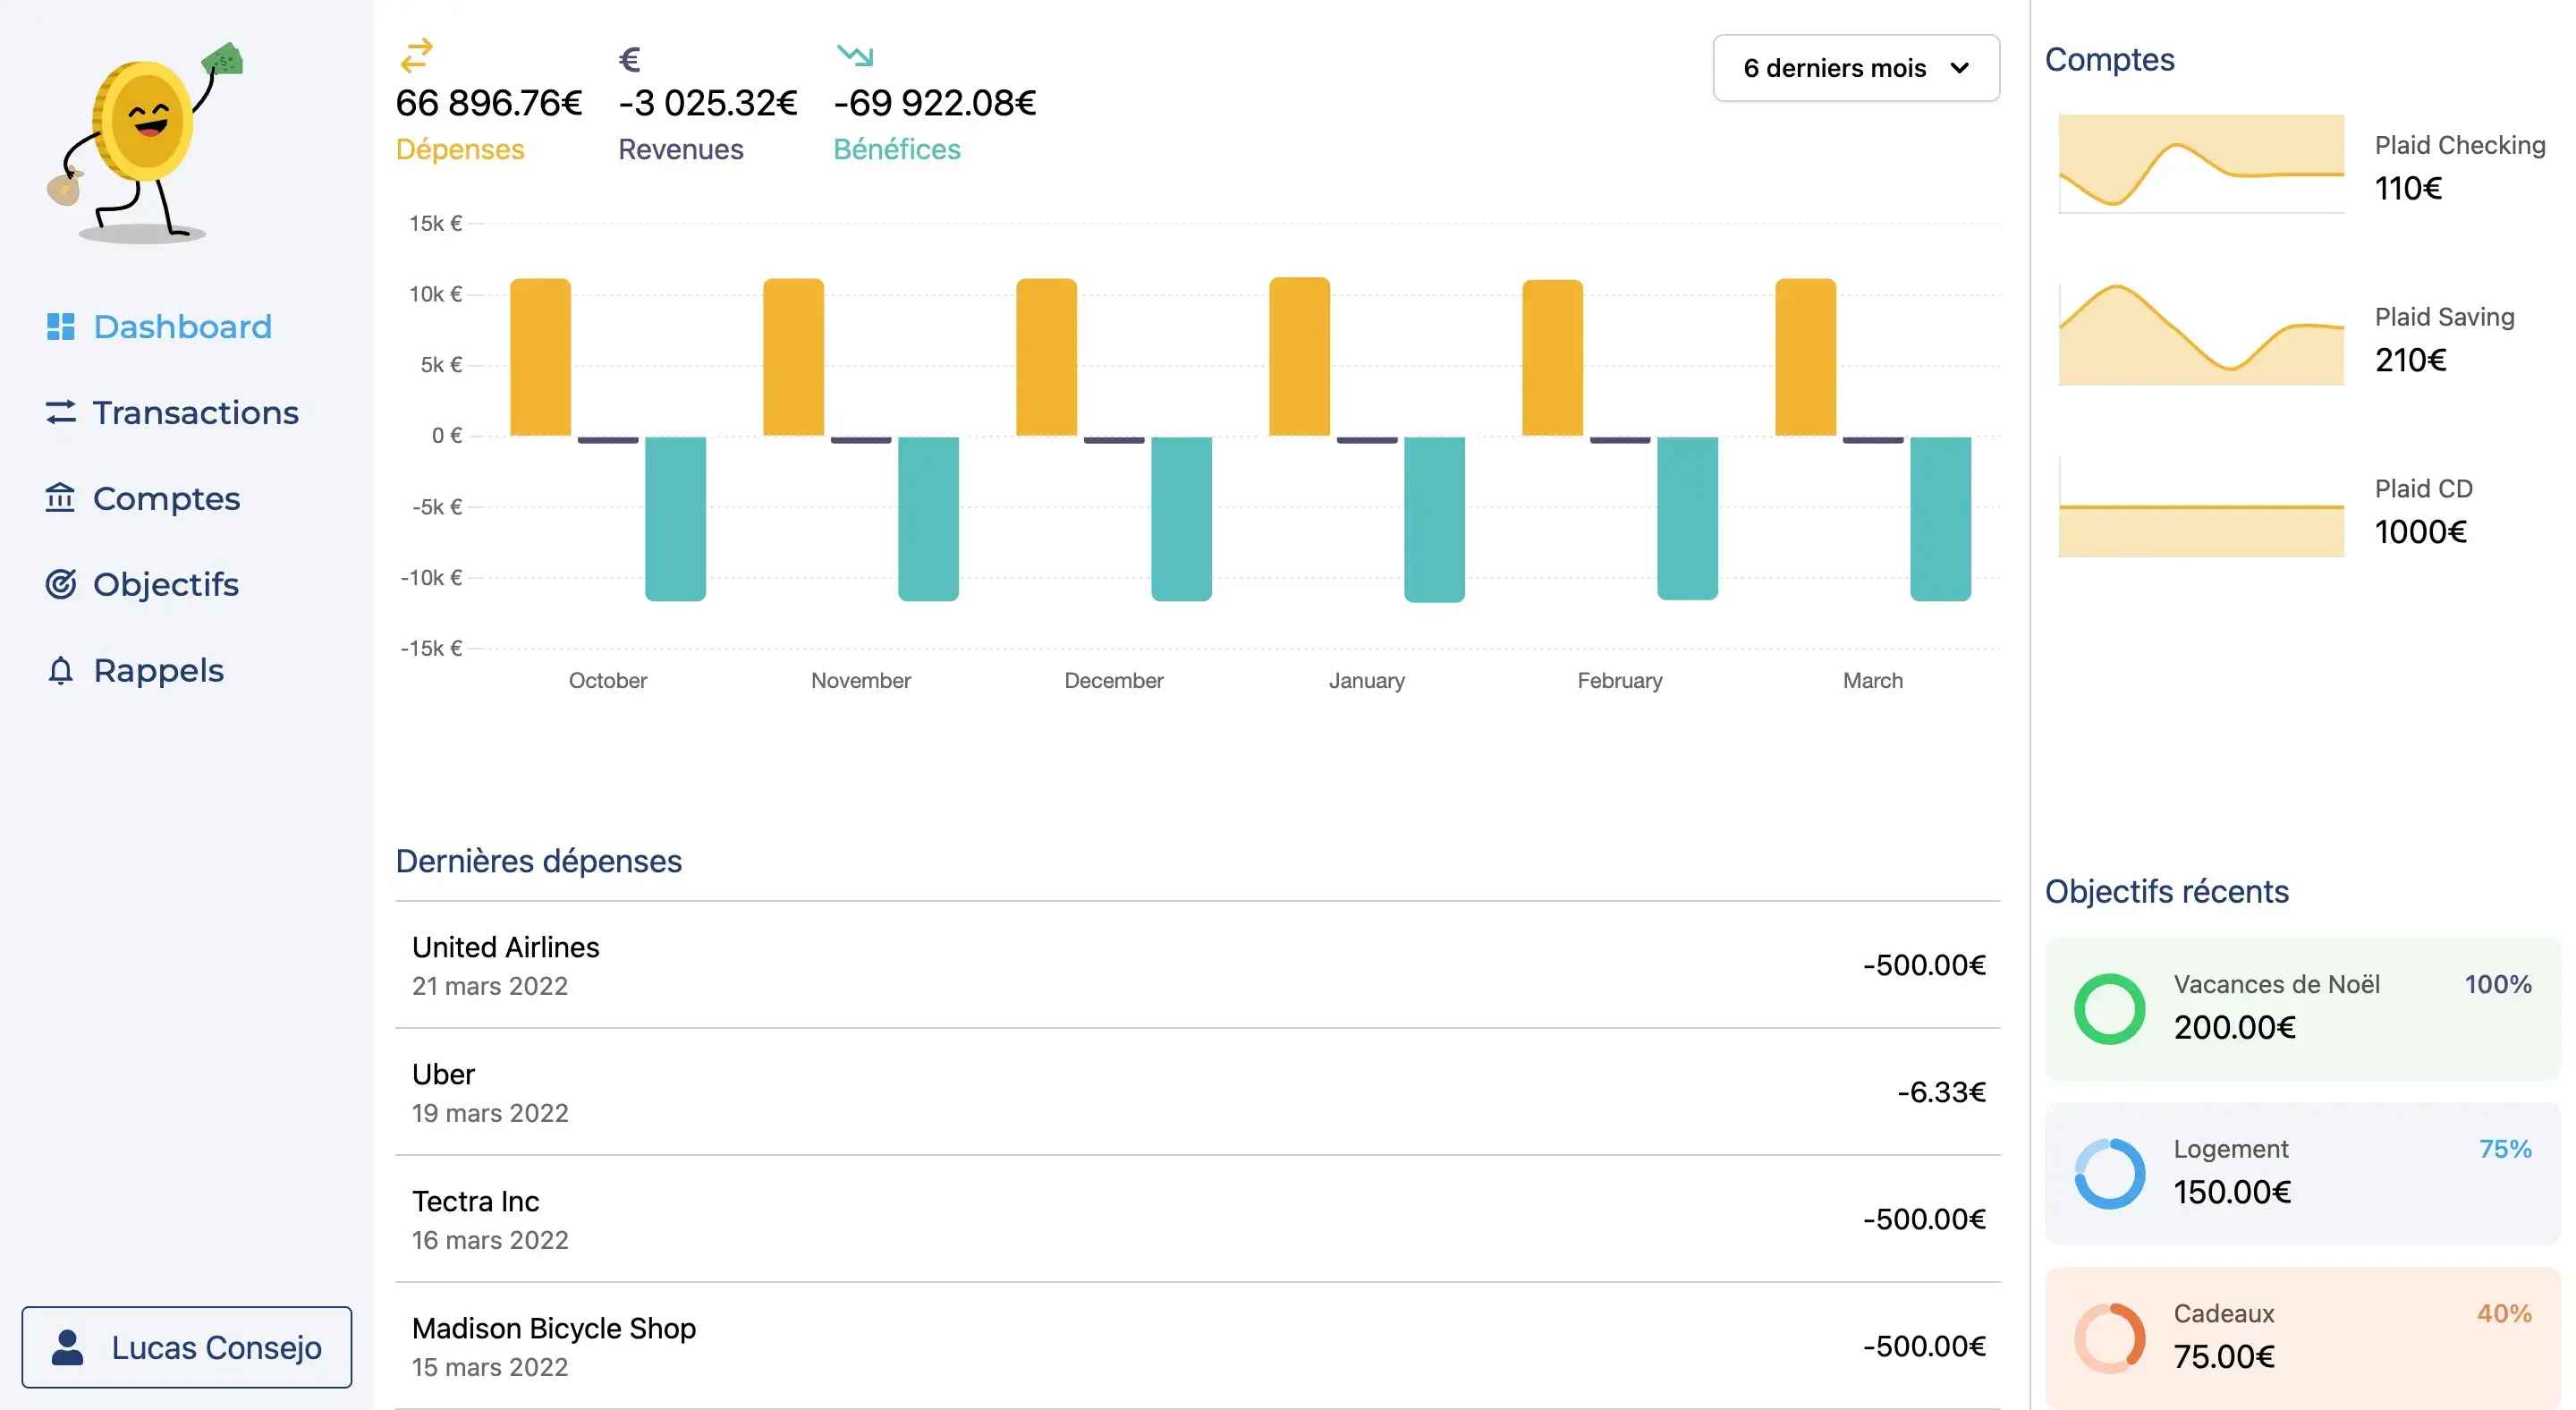 Dashboard
Transactions
Comptes
Objectifs
Rappels
Lucas Consejo
66 896.76€
Dépenses
-3 025.32€
Revenues
-69 922.08€
Bénéfices
6 derniers mois
15k €
10k €
5k €
0 €
-5k €
-10k €
-15k €
October November December January February March
Dernières dépenses
United Airlines
21 mars 2022
-500.00€
Uber
19 mars 2022
-6.33€
Tectra Inc
16 mars 2022
-500.00€
Madison Bicycle Shop
15 mars 2022
-500.00€
Comptes
Plaid Checking
110€
Plaid Saving
210€
Plaid CD
1000€
Objectifs récents
Vacances de Noël 100%
200.00€
Logement 75%
150.00€
Cadeaux 40%
75.00€